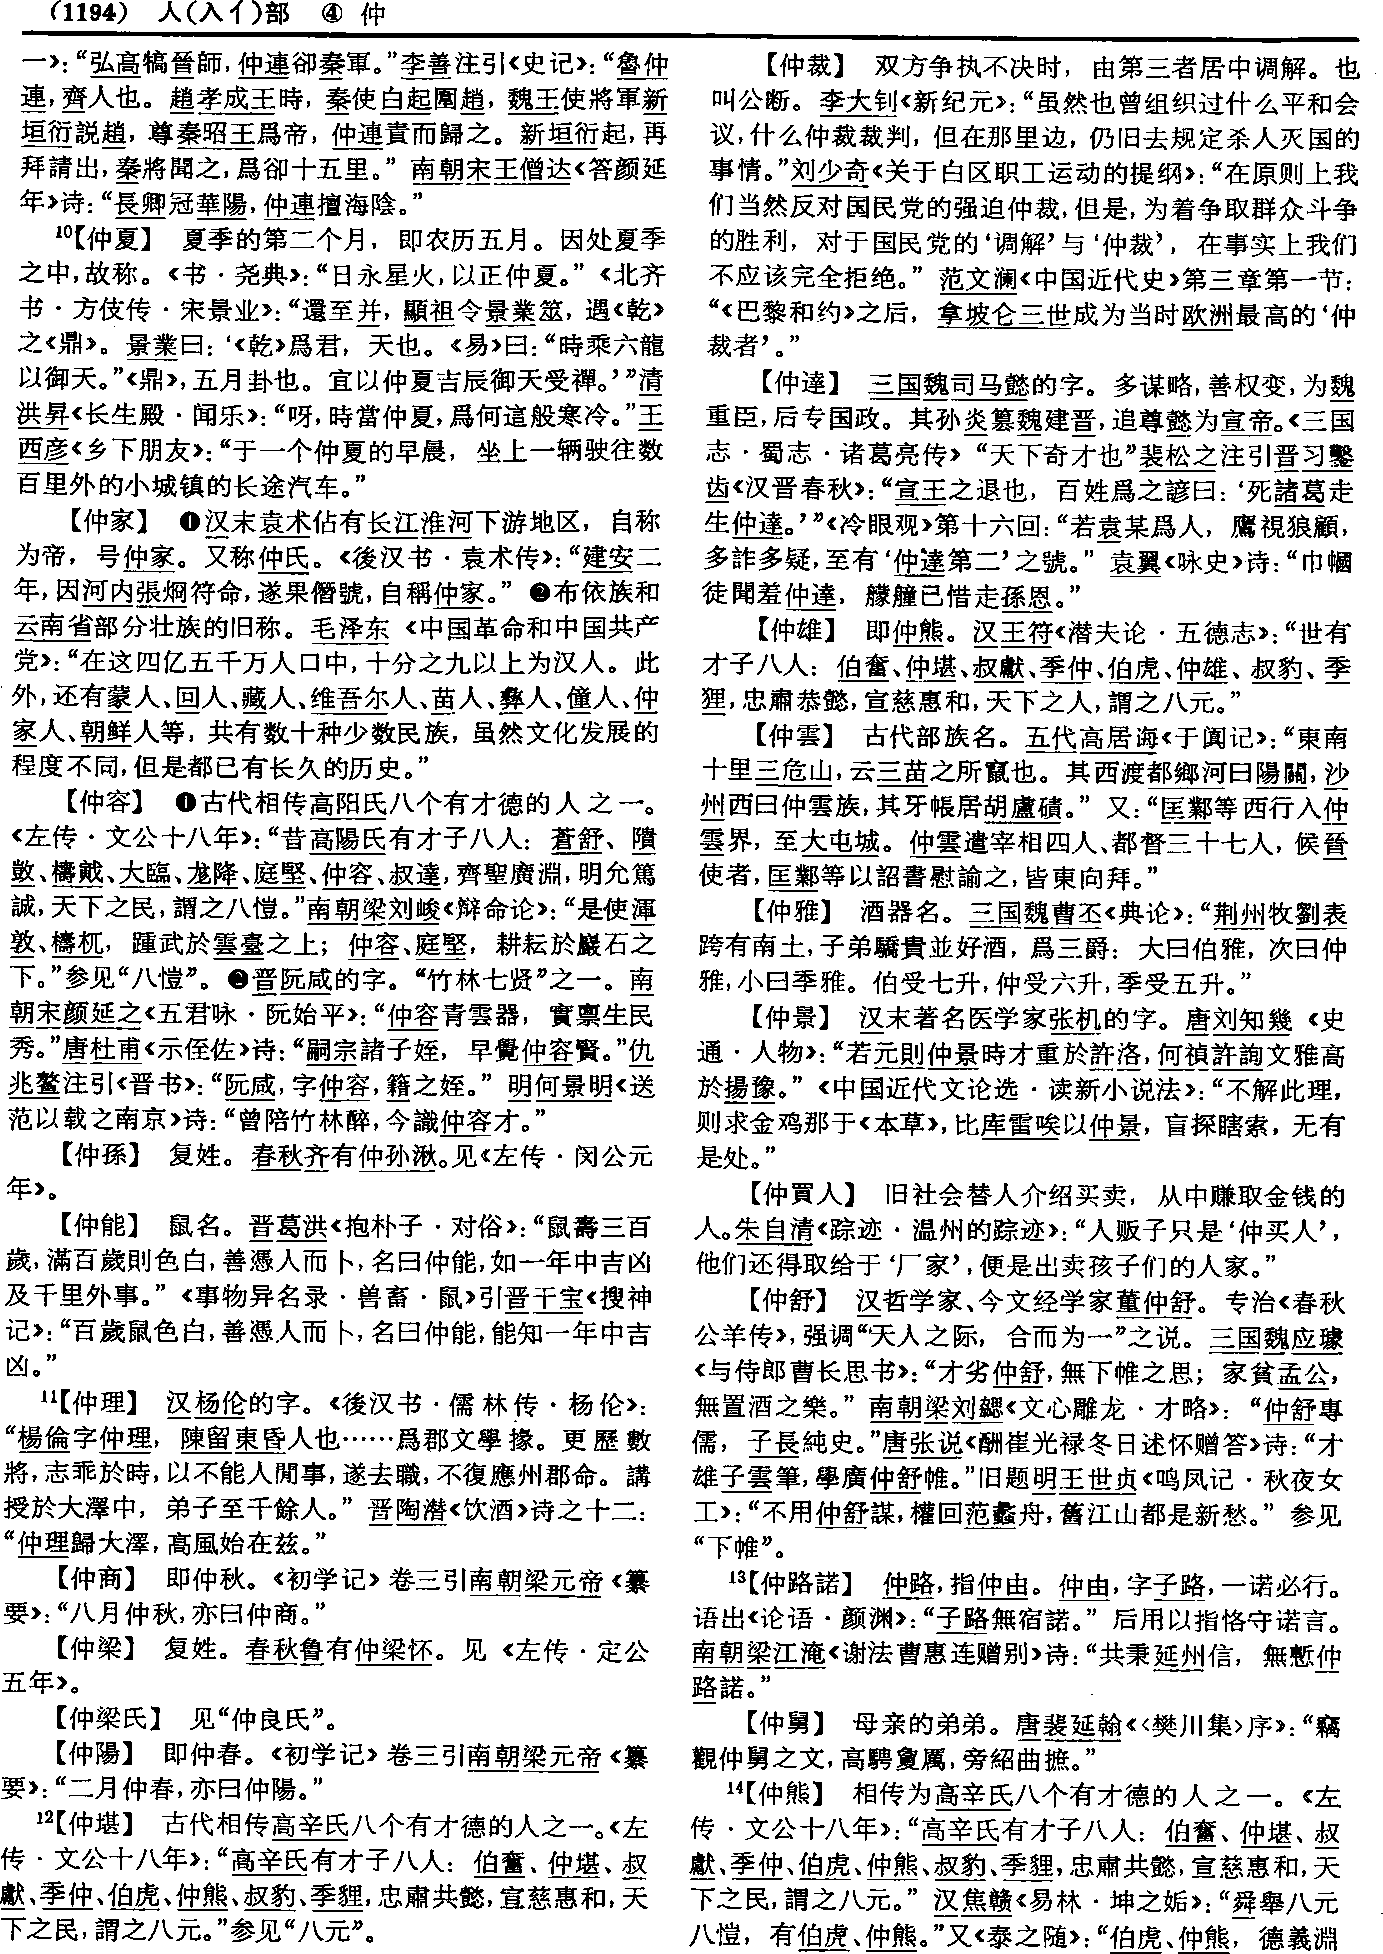 (1194) 人(入亻)部 ④ 仲
一》：“弘高犒晉師，仲連卻秦軍。”李善注引《史记》：“魯仲
連，齊人也。趙孝成王時，秦使白起圍趙，魏王使將軍新
垣衍説趙，尊秦昭王爲帝，仲連責而歸之。新垣衍起，再
拜請出，秦將聞之，爲卻十五里。” 南朝宋王僧达《答颜延
年》诗：“長卿冠華陽，仲連擅海陰。”
10【仲夏】 夏季的第二个月，即农历五月。因处夏季
之中，故称。《书·尧典》：“日永星火，以正仲夏。”《北齐
书·方伎传·宋景业》：“還至并，顯祖令景業筮，遇《乾》
之《鼎》。景業曰：‘《乾》爲君，天也。《易》曰：“時乘六龍
以御天。”《鼎》，五月卦也。宜以仲夏吉辰御天受禪。’”清
洪昇《长生殿·闻乐》：“呀，時當仲夏，爲何這般寒冷。”王
西彦《乡下朋友》：“于一个仲夏的早晨，坐上一辆驶往数
百里外的小城镇的长途汽车。”
【仲家】 ❶汉末袁术佔有长江淮河下游地区，自称
为帝，号仲家。又称仲氏。《後汉书·袁术传》：“建安二
年，因河内張炯符命，遂果僭號，自稱仲家。” ❷布依族和
云南省部分壮族的旧称。毛泽东《中国革命和中国共产
党》：“在这四亿五千万人口中，十分之九以上为汉人。此
外，还有蒙人、回人、藏人、维吾尔人、苗人、彝人、僮人、仲
家人、朝鲜人等，共有数十种少数民族，虽然文化发展的
程度不同，但是都已有长久的历史。”
【仲容】 ❶古代相传高阳氏八个有才德的人之一。
《左传·文公十八年》：“昔高陽氏有才子八人：蒼舒、隤
敳、檮戭、大臨、尨降、庭堅、仲容、叔達，齊聖廣淵，明允篤
誠，天下之民，謂之八愷。”南朝梁刘峻《辩命论》：“是使渾
敦、檮杌，踵武於雲臺之上；仲容、庭堅，耕耘於巖石之
下。”参见“八愷”。❷晋阮咸的字。“竹林七贤”之一。南
朝宋颜延之《五君咏·阮始平》：“仲容青雲器，實禀生民
秀。”唐杜甫《示侄佐》诗：“嗣宗諸子姪，早覺仲容賢。”仇
兆鳌注引《晋书》：“阮咸，字仲容，籍之姪。” 明何景明《送
范以载之南京》诗：“曾陪竹林醉，今識仲容才。”
【仲孫】 复姓。春秋齐有仲孙湫。见《左传·闵公元
年》。
【仲能】 鼠名。晋葛洪《抱朴子·对俗》：“鼠壽三百
歲，滿百歲則色白，善憑人而卜，名曰仲能，如一年中吉凶
及千里外事。”《事物异名录·兽畜·鼠》引晋干宝《搜神
记》：“百歲鼠色白，善憑人而卜，名曰仲能，能知一年中吉
凶。”
11【仲理】 汉杨伦的字。《後汉书·儒林传·杨伦》：
“楊倫字仲理，陳留東昏人也……爲郡文學掾。更歷數
將，志乖於時，以不能人閒事，遂去職，不復應州郡命。講
授於大澤中，弟子至千餘人。” 晋陶潜《饮酒》诗之十二：
“仲理歸大澤，高風始在兹。”
【仲商】 即仲秋。《初学记》卷三引南朝梁元帝《纂
要》：“八月仲秋，亦曰仲商。”
【仲梁】 复姓。春秋鲁有仲梁怀。见《左传·定公
五年》。
【仲梁氏】 见“仲良氏”。
【仲陽】 即仲春。《初学记》卷三引南朝梁元帝《纂
要》：“二月仲春，亦曰仲陽。”
12【仲堪】 古代相传高辛氏八个有才德的人之一。《左
传·文公十八年》：“高辛氏有才子八人：伯奮、仲堪、叔
獻、季仲、伯虎、仲熊、叔豹、季貍，忠肅共懿，宣慈惠和，天
下之民，謂之八元。”参见“八元”。
【仲裁】 双方争执不决时，由第三者居中调解。也
叫公断。李大钊《新纪元》：“虽然也曾组织过什么平和会
议，什么仲裁裁判，但在那里边，仍旧去规定杀人灭国的
事情。”刘少奇《关于白区职工运动的提纲》：“在原则上我
们当然反对国民党的强迫仲裁，但是，为着争取群众斗争
的胜利，对于国民党的‘调解’与‘仲裁’，在事实上我们
不应该完全拒绝。” 范文澜《中国近代史》第三章第一节：
“《巴黎和约》之后，拿坡仑三世成为当时欧洲最高的‘仲
裁者’。”
【仲達】 三国魏司马懿的字。多谋略，善权变，为魏
重臣，后专国政。其孙炎篡魏建晋，追尊懿为宣帝。《三国
志·蜀志·诸葛亮传》“天下奇才也”裴松之注引晋习鑿
齿《汉晋春秋》：“宣王之退也，百姓爲之諺曰：‘死諸葛走
生仲達。’”《冷眼观》第十六回：“若袁某爲人，鷹視狼顧，
多詐多疑，至有‘仲達第二’之號。” 袁翼《咏史》诗：“巾幗
徒聞羞仲達，艨艟已惜走孫恩。”
【仲雄】 即仲熊。汉王符《潜夫论·五德志》：“世有
才子八人：伯奮、仲堪、叔獻、季仲、伯虎、仲雄、叔豹、季
狸，忠肅恭懿，宣慈惠和，天下之人，謂之八元。”
【仲雲】 古代部族名。五代高居诲《于阗记》：“東南
十里三危山，云三苗之所竄也。其西渡都鄉河曰陽關，沙
州西曰仲雲族，其牙帳居胡盧磧。” 又：“匡鄴等西行入仲
雲界，至大屯城。仲雲遣宰相四人、都督三十七人，候晉
使者，匡鄴等以詔書慰諭之，皆東向拜。”
【仲雅】 酒器名。三国魏曹丕《典论》：“荆州牧劉表
跨有南土，子弟驕貴並好酒，爲三爵：大曰伯雅，次曰仲
雅，小曰季雅。伯受七升，仲受六升，季受五升。”
【仲景】 汉末著名医学家张机的字。唐刘知幾《史
通·人物》：“若元則仲景時才重於許洛，何禎許詢文雅高
於揚豫。”《中国近代文论选·读新小说法》：“不解此理，
则求金鸡那于《本草》，比库雷唉以仲景，盲探瞎索，无有
是处。”
【仲買人】 旧社会替人介绍买卖，从中赚取金钱的
人。朱自清《踪迹·温州的踪迹》：“人贩子只是‘仲买人’，
他们还得取给于‘厂家’，便是出卖孩子们的人家。”
【仲舒】 汉哲学家、今文经学家董仲舒。专治《春秋
公羊传》，强调“天人之际，合而为一”之说。三国魏应璩
《与侍郎曹长思书》：“才劣仲舒，無下帷之思；家貧孟公，
無置酒之樂。” 南朝梁刘勰《文心雕龙·才略》：“仲舒專
儒，子長純史。”唐张说《酬崔光禄冬日述怀赠答》诗：“才
雄子雲筆，學廣仲舒帷。”旧题明王世贞《鸣凤记·秋夜女
工》：“不用仲舒謀，權回范蠡舟，舊江山都是新愁。” 参见
“下帷”。
13【仲路諾】 仲路，指仲由。仲由，字子路，一诺必行。
语出《论语·颜渊》：“子路無宿諾。” 后用以指恪守诺言。
南朝梁江淹《谢法曹惠连赠别》诗：“共秉延州信，無慙仲
路諾。”
【仲舅】 母亲的弟弟。唐裴延翰《〈樊川集〉序》：“竊
觀仲舅之文，高騁夐厲，旁紹曲摭。”
14【仲熊】 相传为高辛氏八个有才德的人之一。《左
传·文公十八年》：“高辛氏有才子八人：伯奮、仲堪、叔
獻、季仲、伯虎、仲熊、叔豹、季貍，忠肅共懿，宣慈惠和，天
下之民，謂之八元。” 汉焦赣《易林·坤之姤》：“舜舉八元
八愷，有伯虎、仲熊。”又《泰之随》：“伯虎、仲熊，德義淵